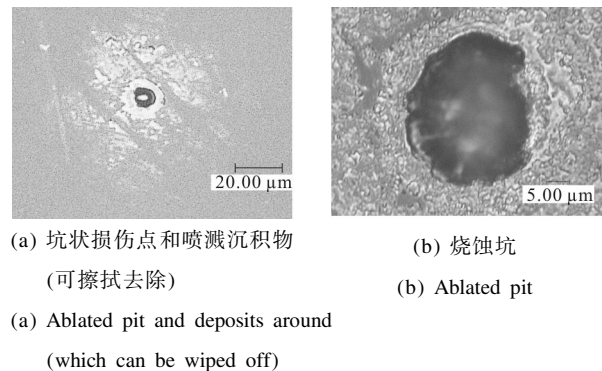 20.00 μm
5.00 μm
(a) 坑状损伤点和喷溅沉积物
(可擦拭去除)
(a) Ablated pit and deposits around
(which can be wiped off)
(b) 烧蚀坑
(b) Ablated pit